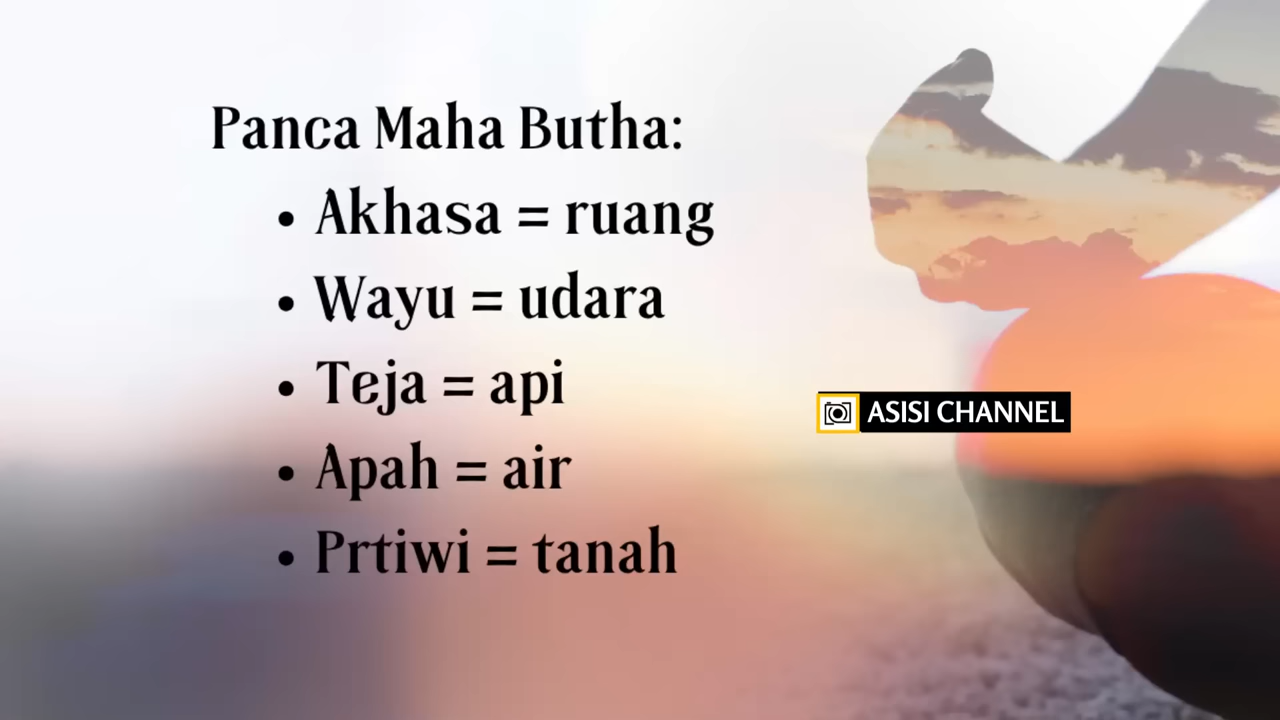 Panca Maha Butha:
• Akhasa = ruang
• Wayu = udara
• Teja = api
• Apah = air
• Prtiwi = tanah
ASISI CHANNEL